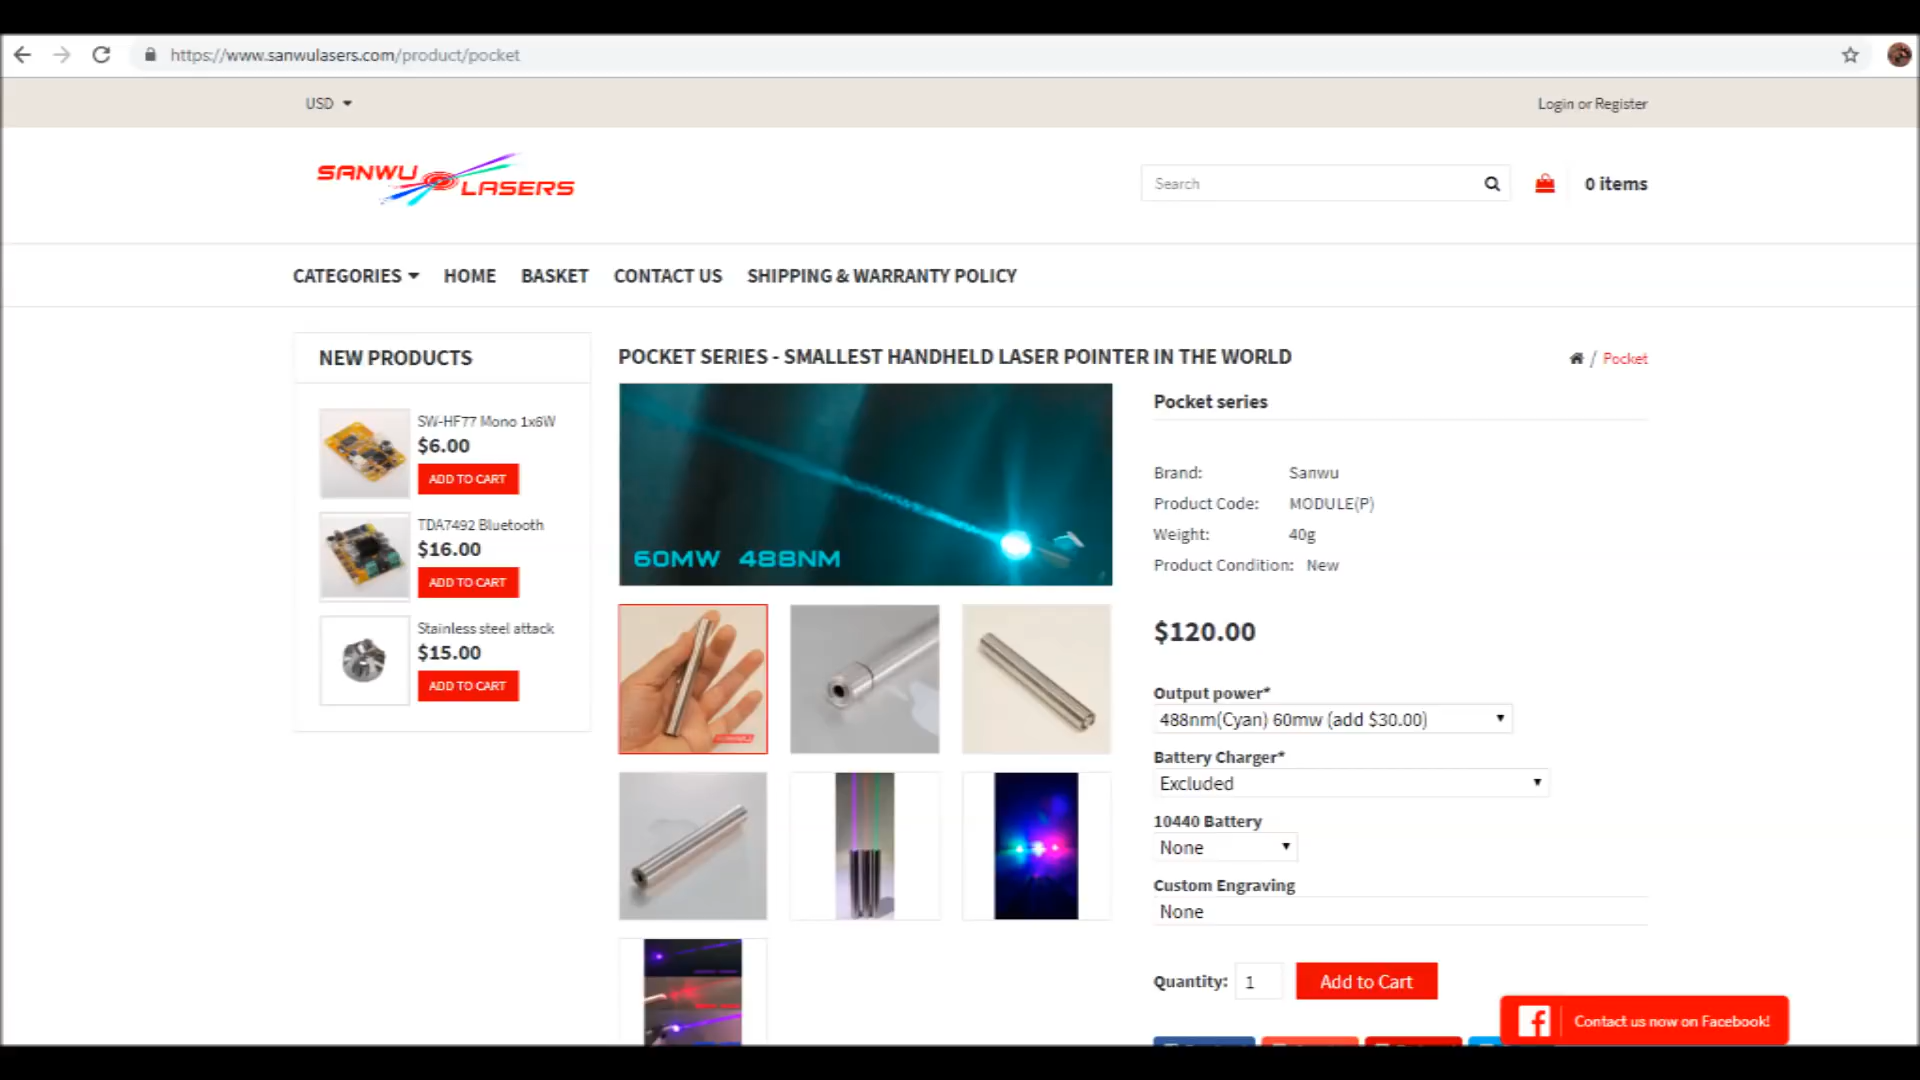 https://www.sanwulasers.com/product/pocket
USD
Login or Register
SANWU LASERS
Search
0 items
CATEGORIES HOME BASKET CONTACT US SHIPPING & WARRANTY POLICY
NEW PRODUCTS
SW-HF77 Mono 1x6W
$6.00
ADD TO CART
TDA7492 Bluetooth
$16.00
ADD TO CART
Stainless steel attack
$15.00
ADD TO CART
POCKET SERIES - SMALLEST HANDHELD LASER POINTER IN THE WORLD
/ Pocket
60MW 488NM
Pocket series
Brand: Sanwu
Product Code: MODULE(P)
Weight: 40g
Product Condition: New
$120.00
Output power*
488nm(Cyan) 60mw (add $30.00)
Battery Charger*
Excluded
10440 Battery
None
Custom Engraving
None
Quantity: 1 Add to Cart
Contact us now on Facebook!